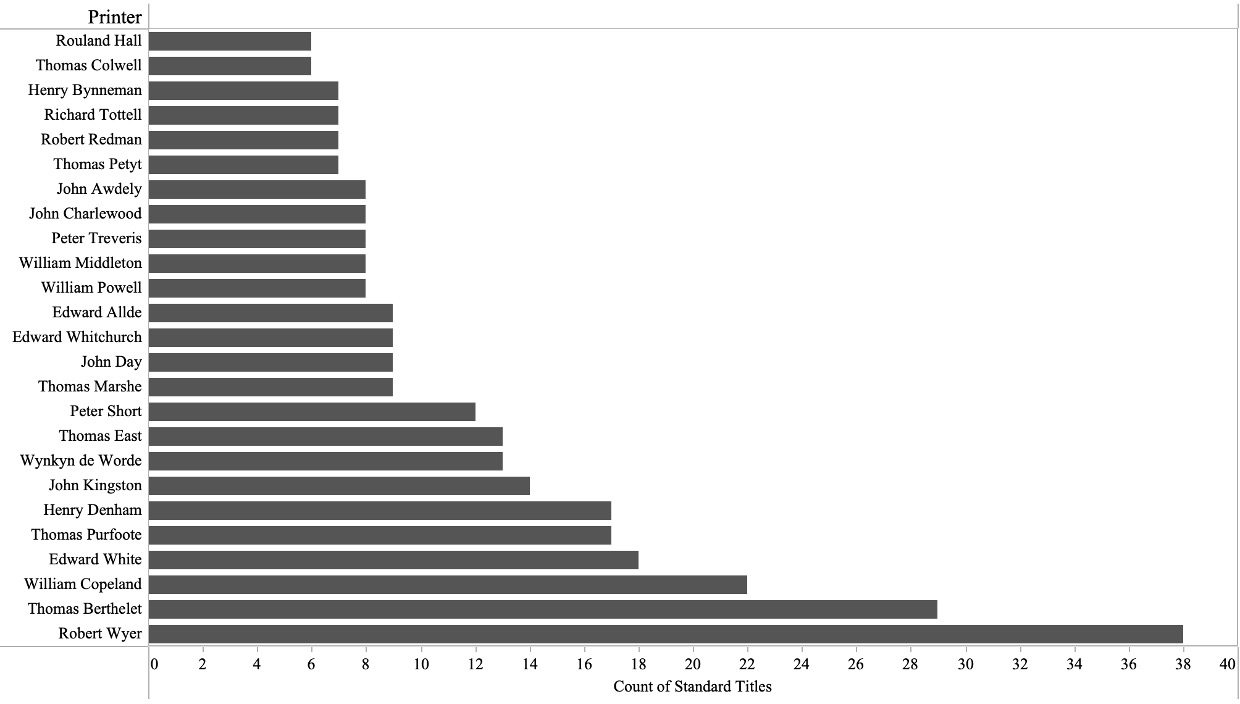 Printer
Rouland Hall
Thomas Colwell
Henry Bynneman
Richard Tottell
Robert Redman
Thomas Petyt
John Awdely
John Charlewood
Peter Treveris
William Middleton
William Powell
Edward Allde
Edward Whitchurch
John Day
Thomas Marshe
Peter Short
Thomas East
Wynkyn de Worde
John Kingston
Henry Denham
Thomas Purfoote
Edward White
William Copeland
Thomas Berthelet
Robert Wyer
0 2 4 6 8 10 12 14 16 18 20 22 24 26 28 30 32 34 36 38 40
Count of Standard Titles